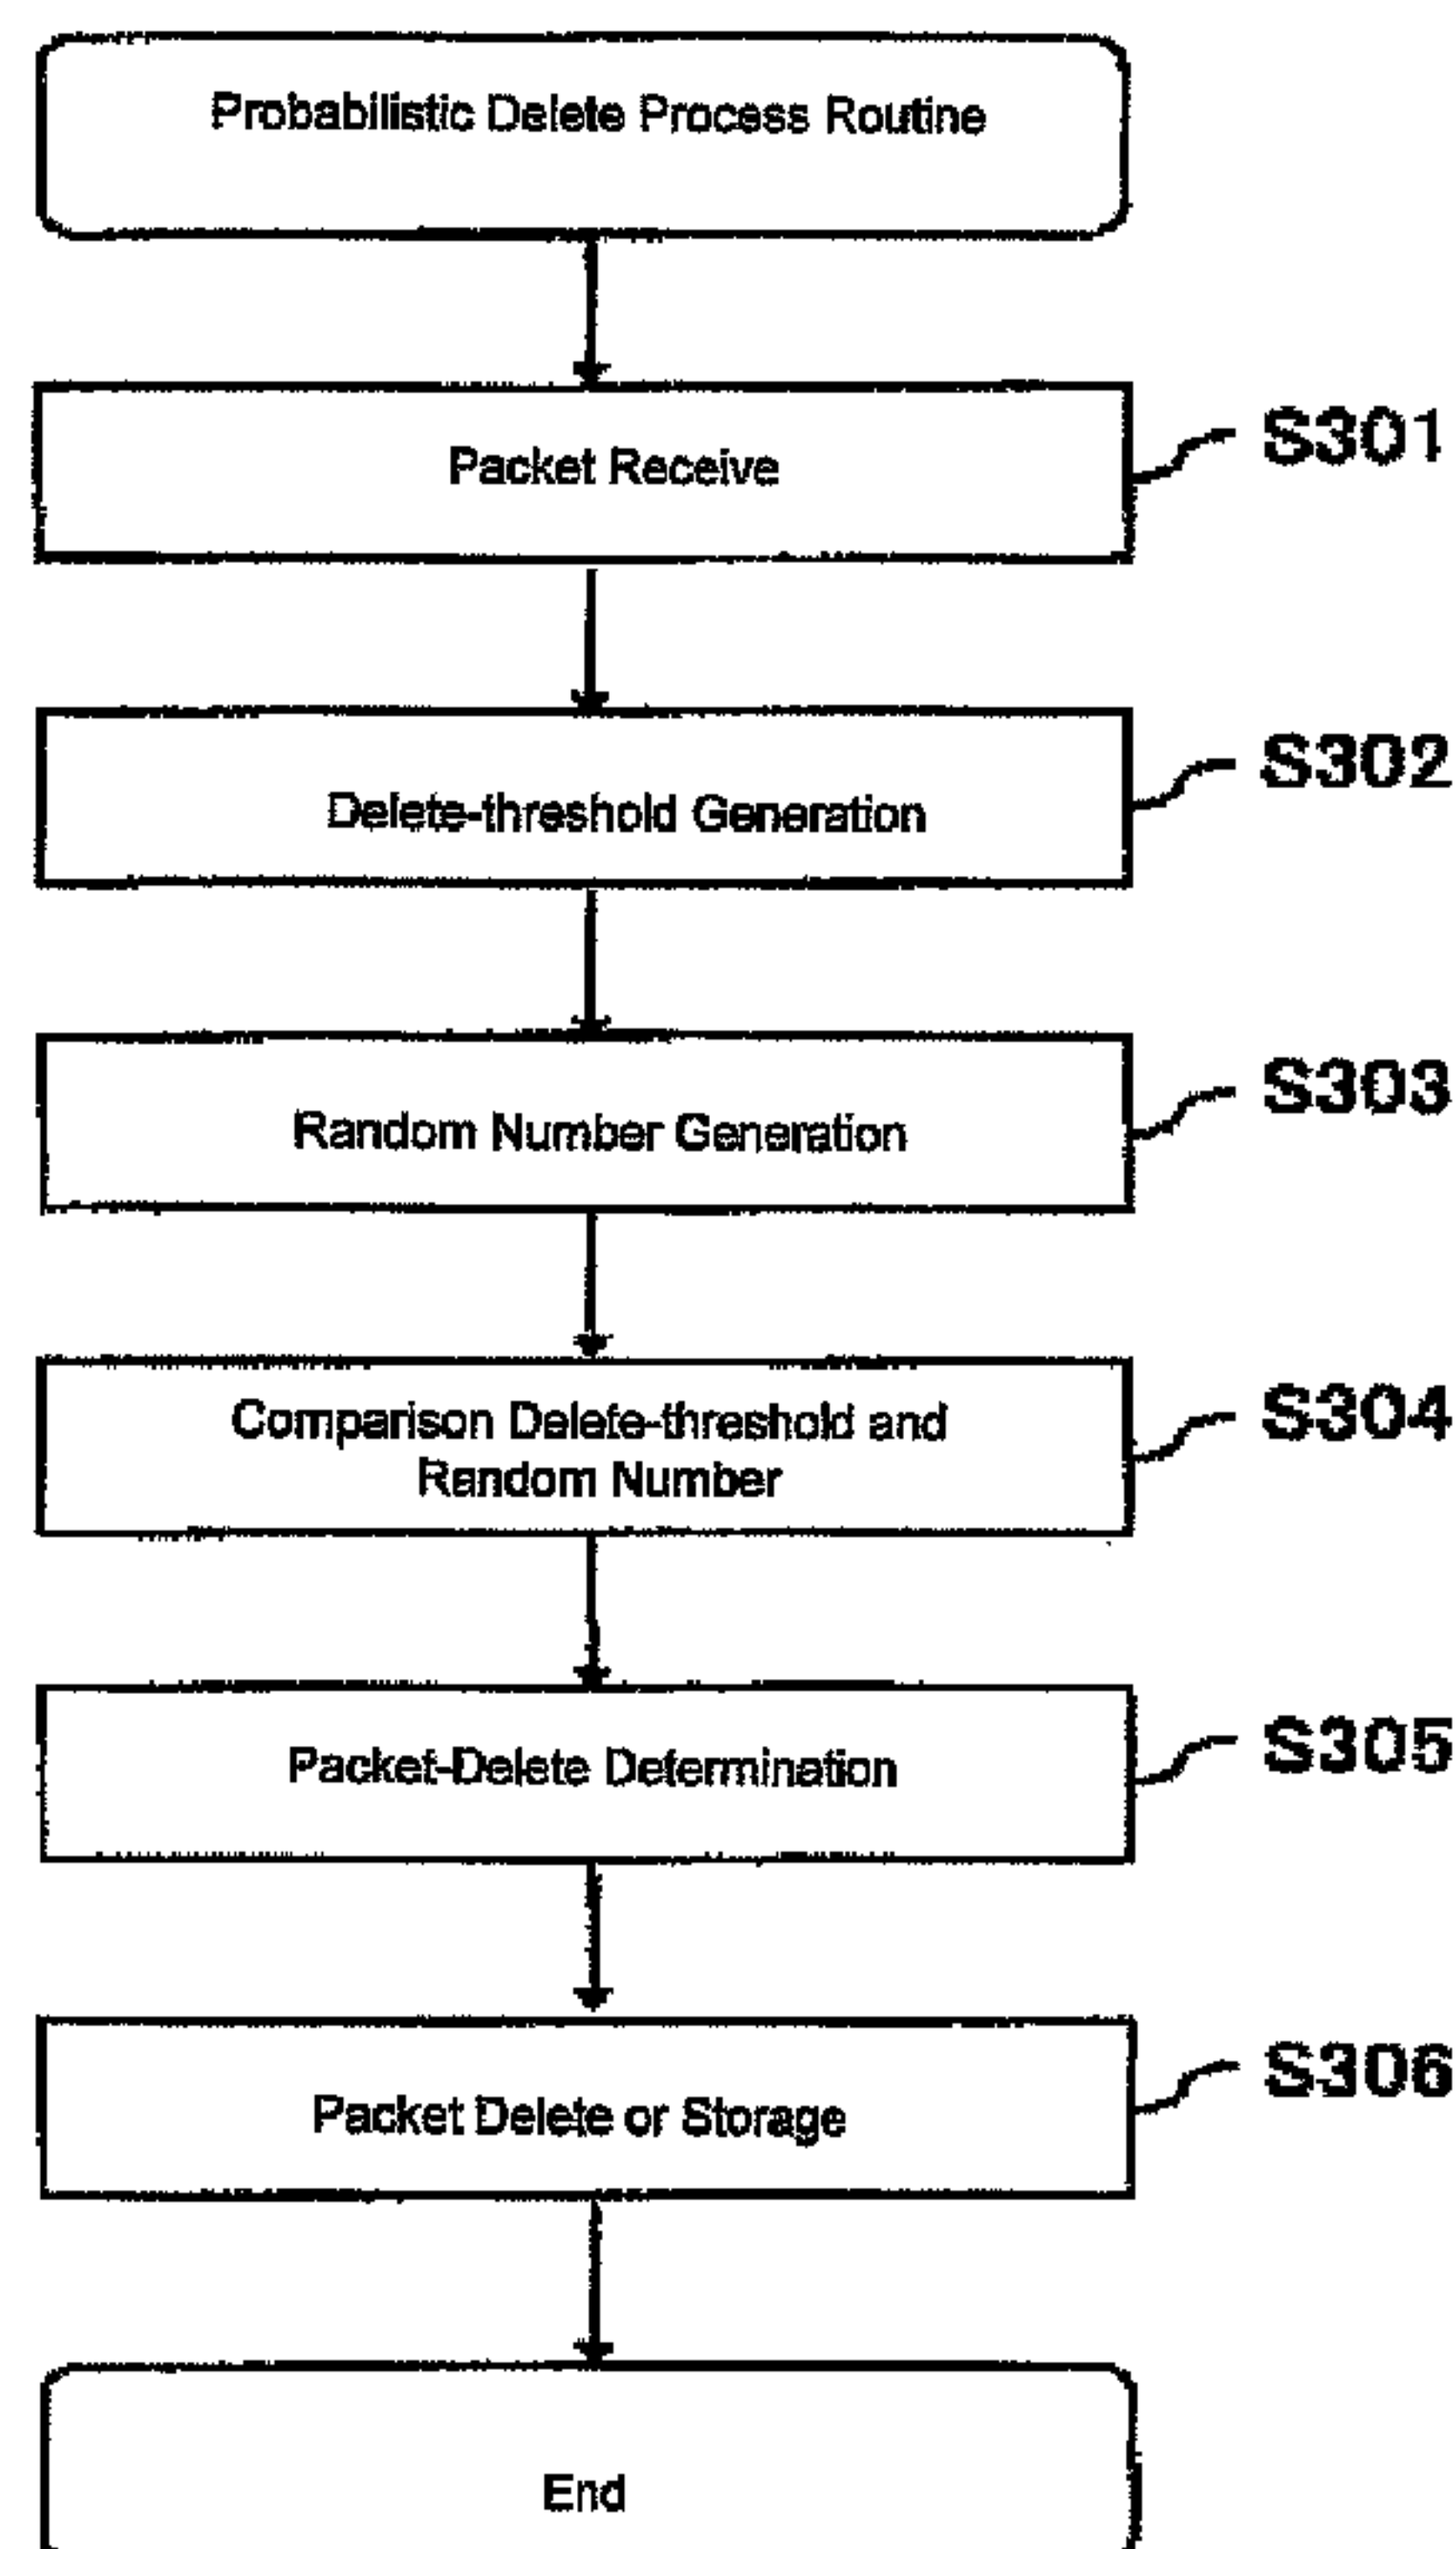 Probabilistic Delete Process Routine
Packet Receive
S301
Delete-threshold Generation
S302
Random Number Generation
S303
Comparison Delete-threshold and
Random Number
S304
Packet-Delete Determination
S305
Packet Delete or Storage
S306
End